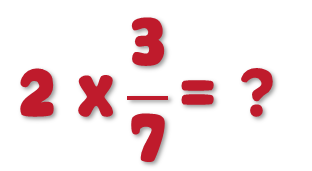 2 x 3/7 = ?